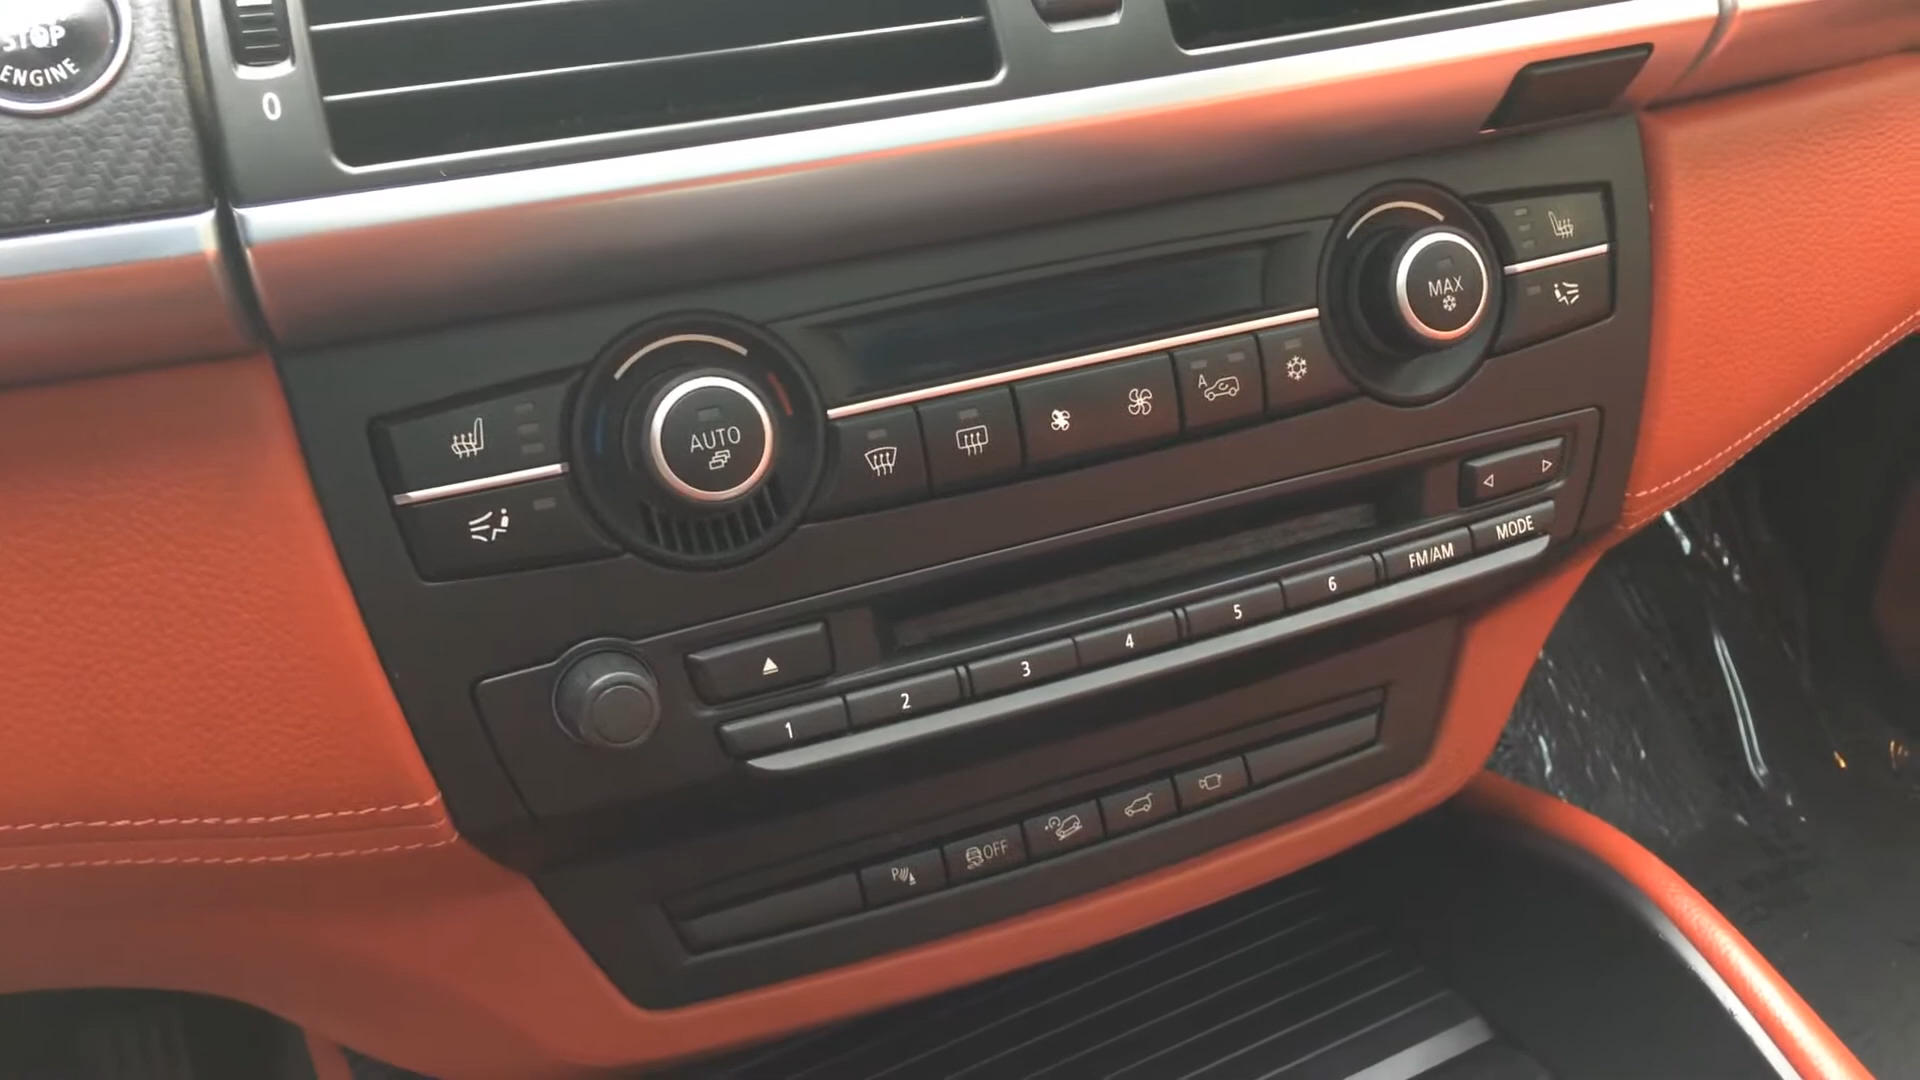 STOP
ENGINE
0
MAX
AUTO
A
MODE
FM/AM
1 2 3 4 5 6
P
OFF